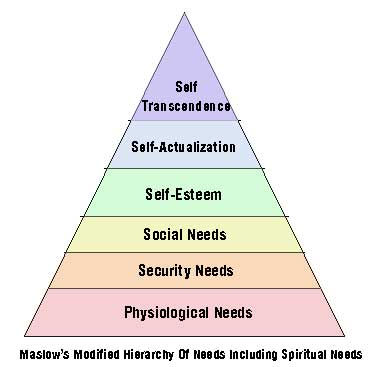 Self
Transcendence
Self-Actualization
Self-Esteem
Social Needs
Security Needs
Physiological Needs
Maslow's Modified Hierarchy Of Needs Including Spiritual Needs